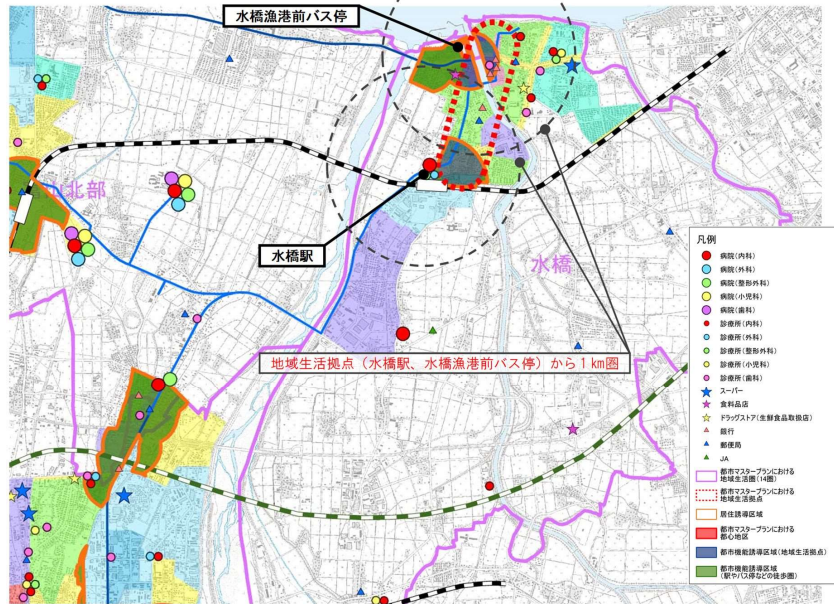 水橋漁港前バス停
北部
水橋駅
水橋
地域生活拠点（水橋駅、水橋漁港前バス停）から１km圏
凡例
病院(内科)
病院(外科)
病院(整形外科)
病院(小児科)
病院(歯科)
診療所(内科)
診療所(外科)
診療所(整形外科)
診療所(小児科)
診療所(歯科)
スーパー
食料品店
ドラッグストア(生鮮食品取扱店)
銀行
郵便局
JA
都市マスタープランにおける
地域生活圏(14圏)
都市マスタープランにおける
地域生活拠点
居住誘導区域
都市マスタープランにおける
都心地区
都市機能誘導区域(地域生活拠点)
都市機能誘導区域
(駅やバス停などの徒歩圏)